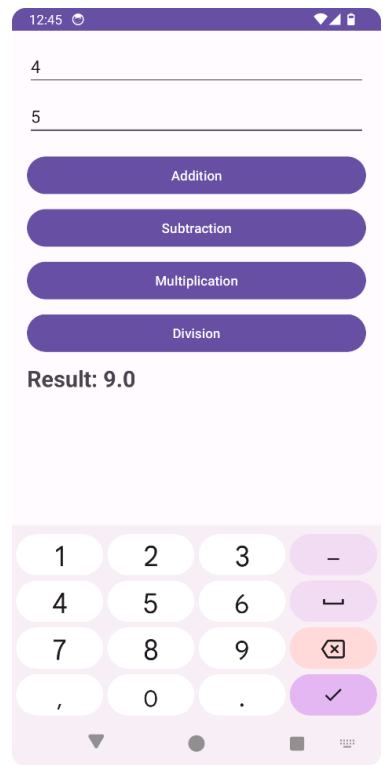 12:45
4
5
Addition
Subtraction
Multiplication
Division
Result: 9.0
1 2 3 –
4 5 6
7 8 9
, 0 .